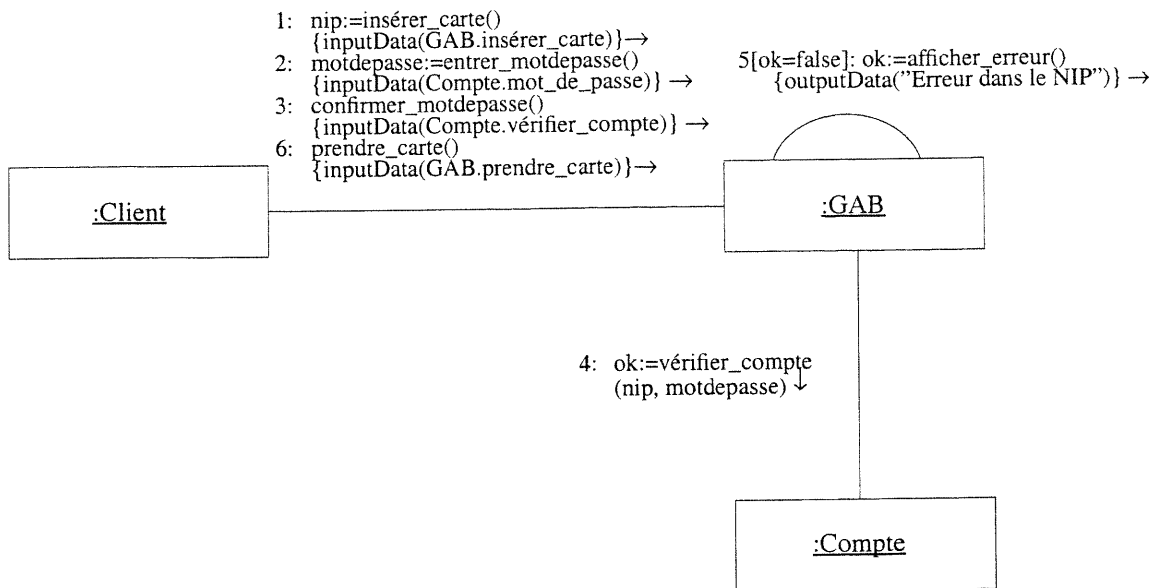 1: nip:=insérer_carte()
{inputData(GAB.insérer_carte)}→
2: motdepasse:=entrer_motdepasse()
{inputData(Compte.mot_de_passe)} →
3: confirmer_motdepasse()
{inputData(Compte.vérifier_compte)} →
6: prendre_carte()
{inputData(GAB.prendre_carte)}→
5[ok=false]: ok:=afficher_erreur()
{outputData("Erreur dans le NIP")} →
:Client
:GAB
4: ok:=vérifier_compte
(nip, motdepasse) ↓
:Compte